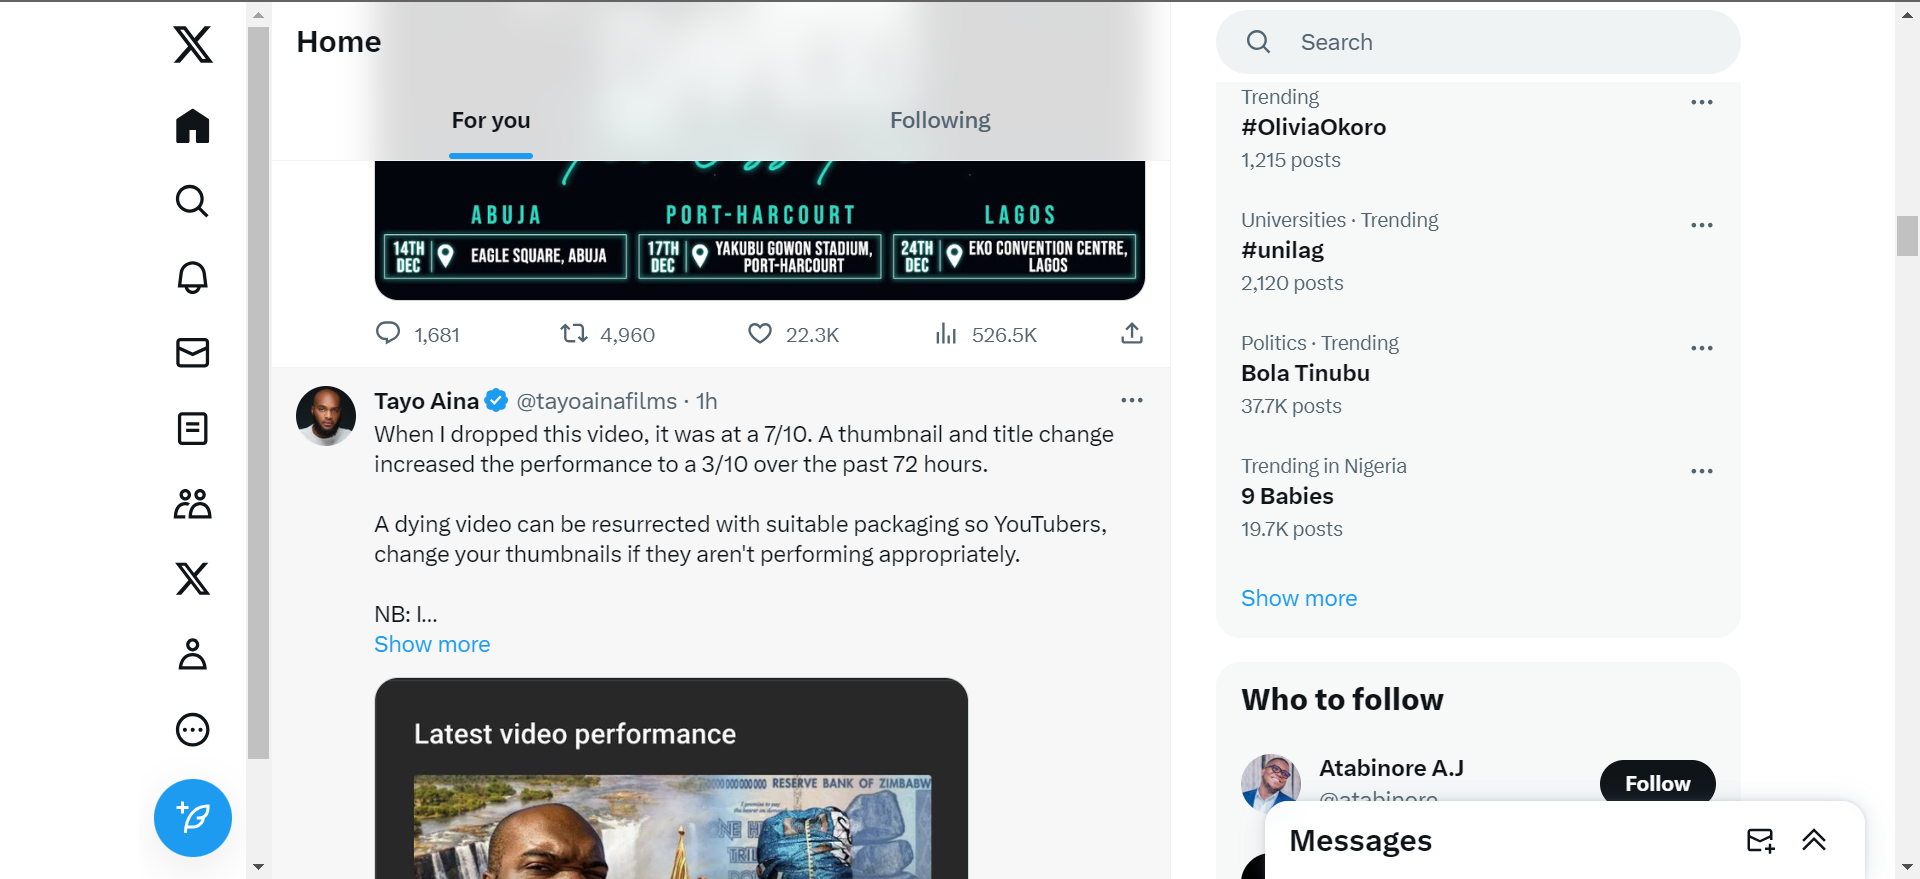 Home
For you
Following
ABUJA
14TH DEC
EAGLE SQUARE, ABUJA
PORT-HARCOURT
17TH DEC
YAKUBU GOWON STADIUM,
PORT-HARCOURT
LAGOS
24TH DEC
EKO CONVENTION CENTRE,
LAGOS
1,681
4,960
22.3K
526.5K
Tayo Aina @tayoainafilms · 1h
When I dropped this video, it was at a 7/10. A thumbnail and title change
increased the performance to a 3/10 over the past 72 hours.
A dying video can be resurrected with suitable packaging so YouTubers,
change your thumbnails if they aren't performing appropriately.
NB: I...
Show more
Latest video performance
RESERVE BANK OF ZIMBABW
Search
Trending
#OliviaOkoro
1,215 posts
Universities · Trending
#unilag
2,120 posts
Politics · Trending
Bola Tinubu
37.7K posts
Trending in Nigeria
9 Babies
19.7K posts
Show more
Who to follow
Atabinore A.J
@atabinore
Follow
Messages